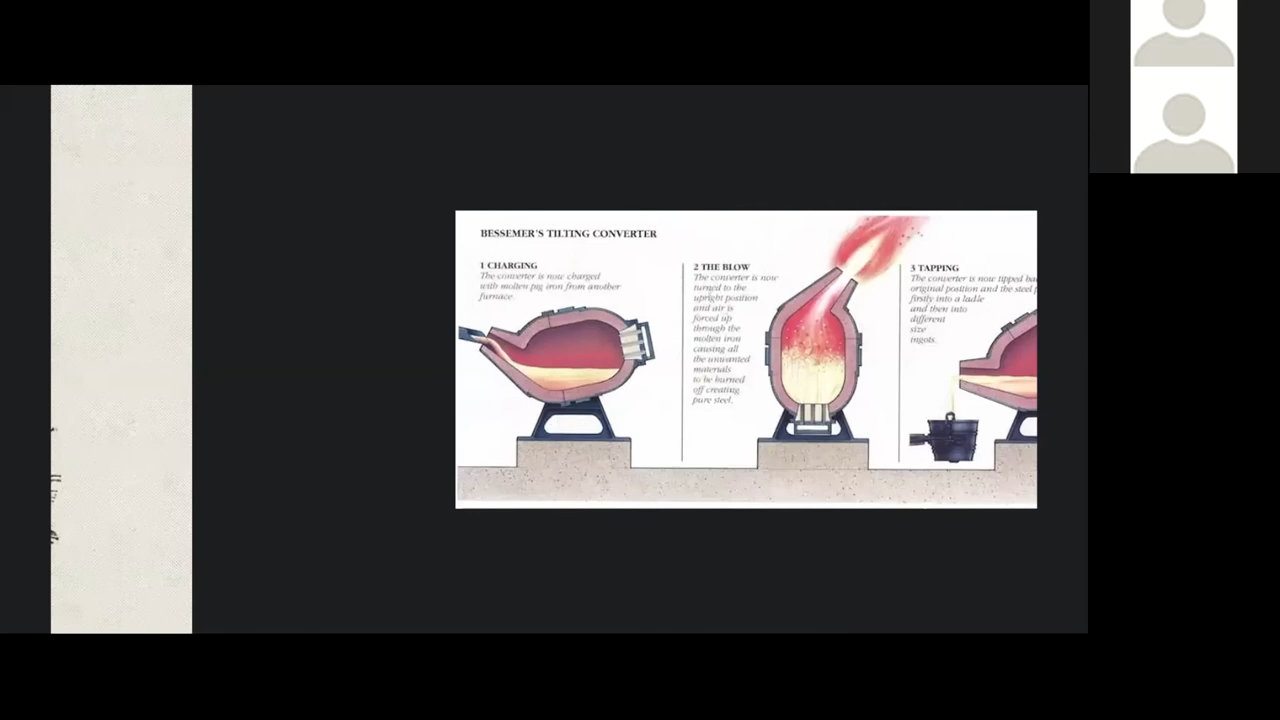 BESSEMER'S TILTING CONVERTER
1 CHARGING
The converter is now charged
with molten pig iron from another
furnace.
2 THE BLOW
The converter is now
turned to the
upright position
and air is
forced up
through the
molten iron
causing all
the unwanted
materials
to be burned
off creating
pure steel.
3 TAPPING
The converter is now tipped
original position and the steel
firstly into a ladle
and then into
different
size
ingots.